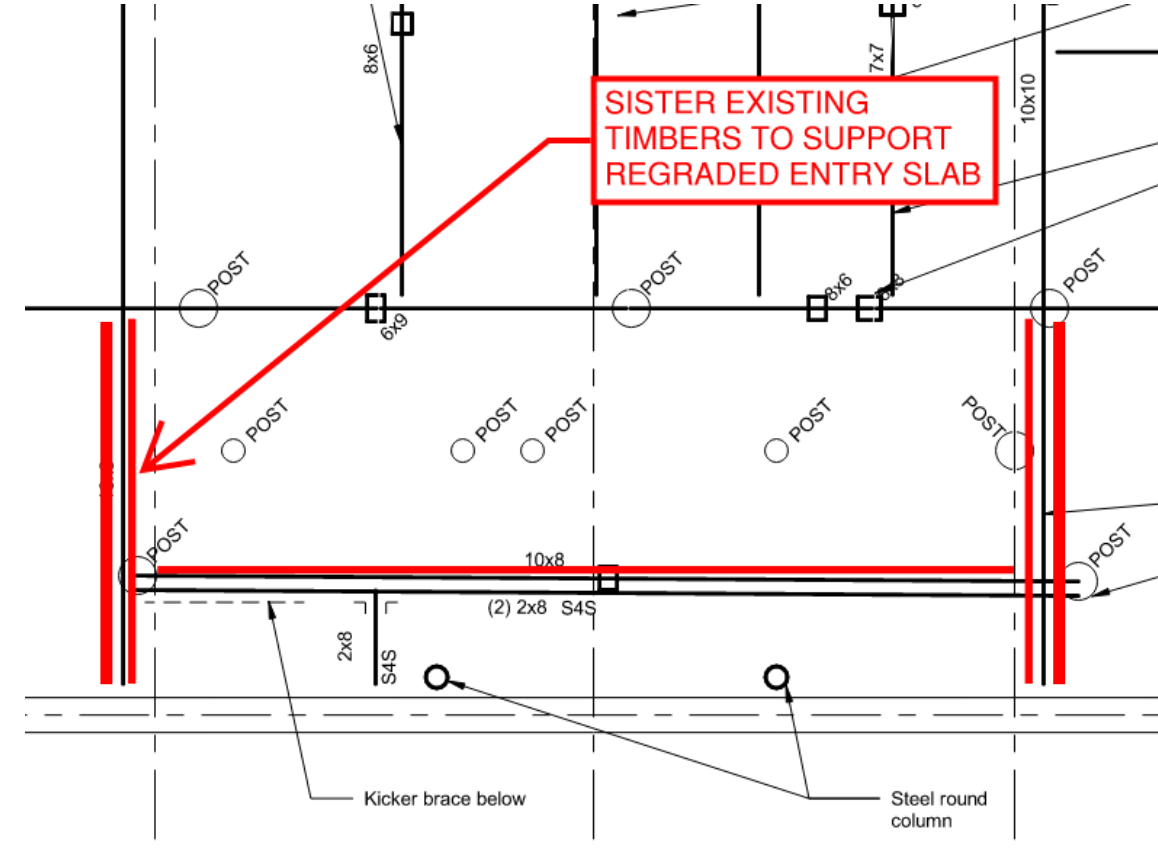 8x6
7x7
10x10
SISTER EXISTING
TIMBERS TO SUPPORT
REGRADED ENTRY SLAB
POST
POST
POST
6x9
8x6
POST
POST
POST
POST
POST
POST
POST
10x8
(2) 2x8 S4S
2x8
S4S
Kicker brace below
Steel round
column